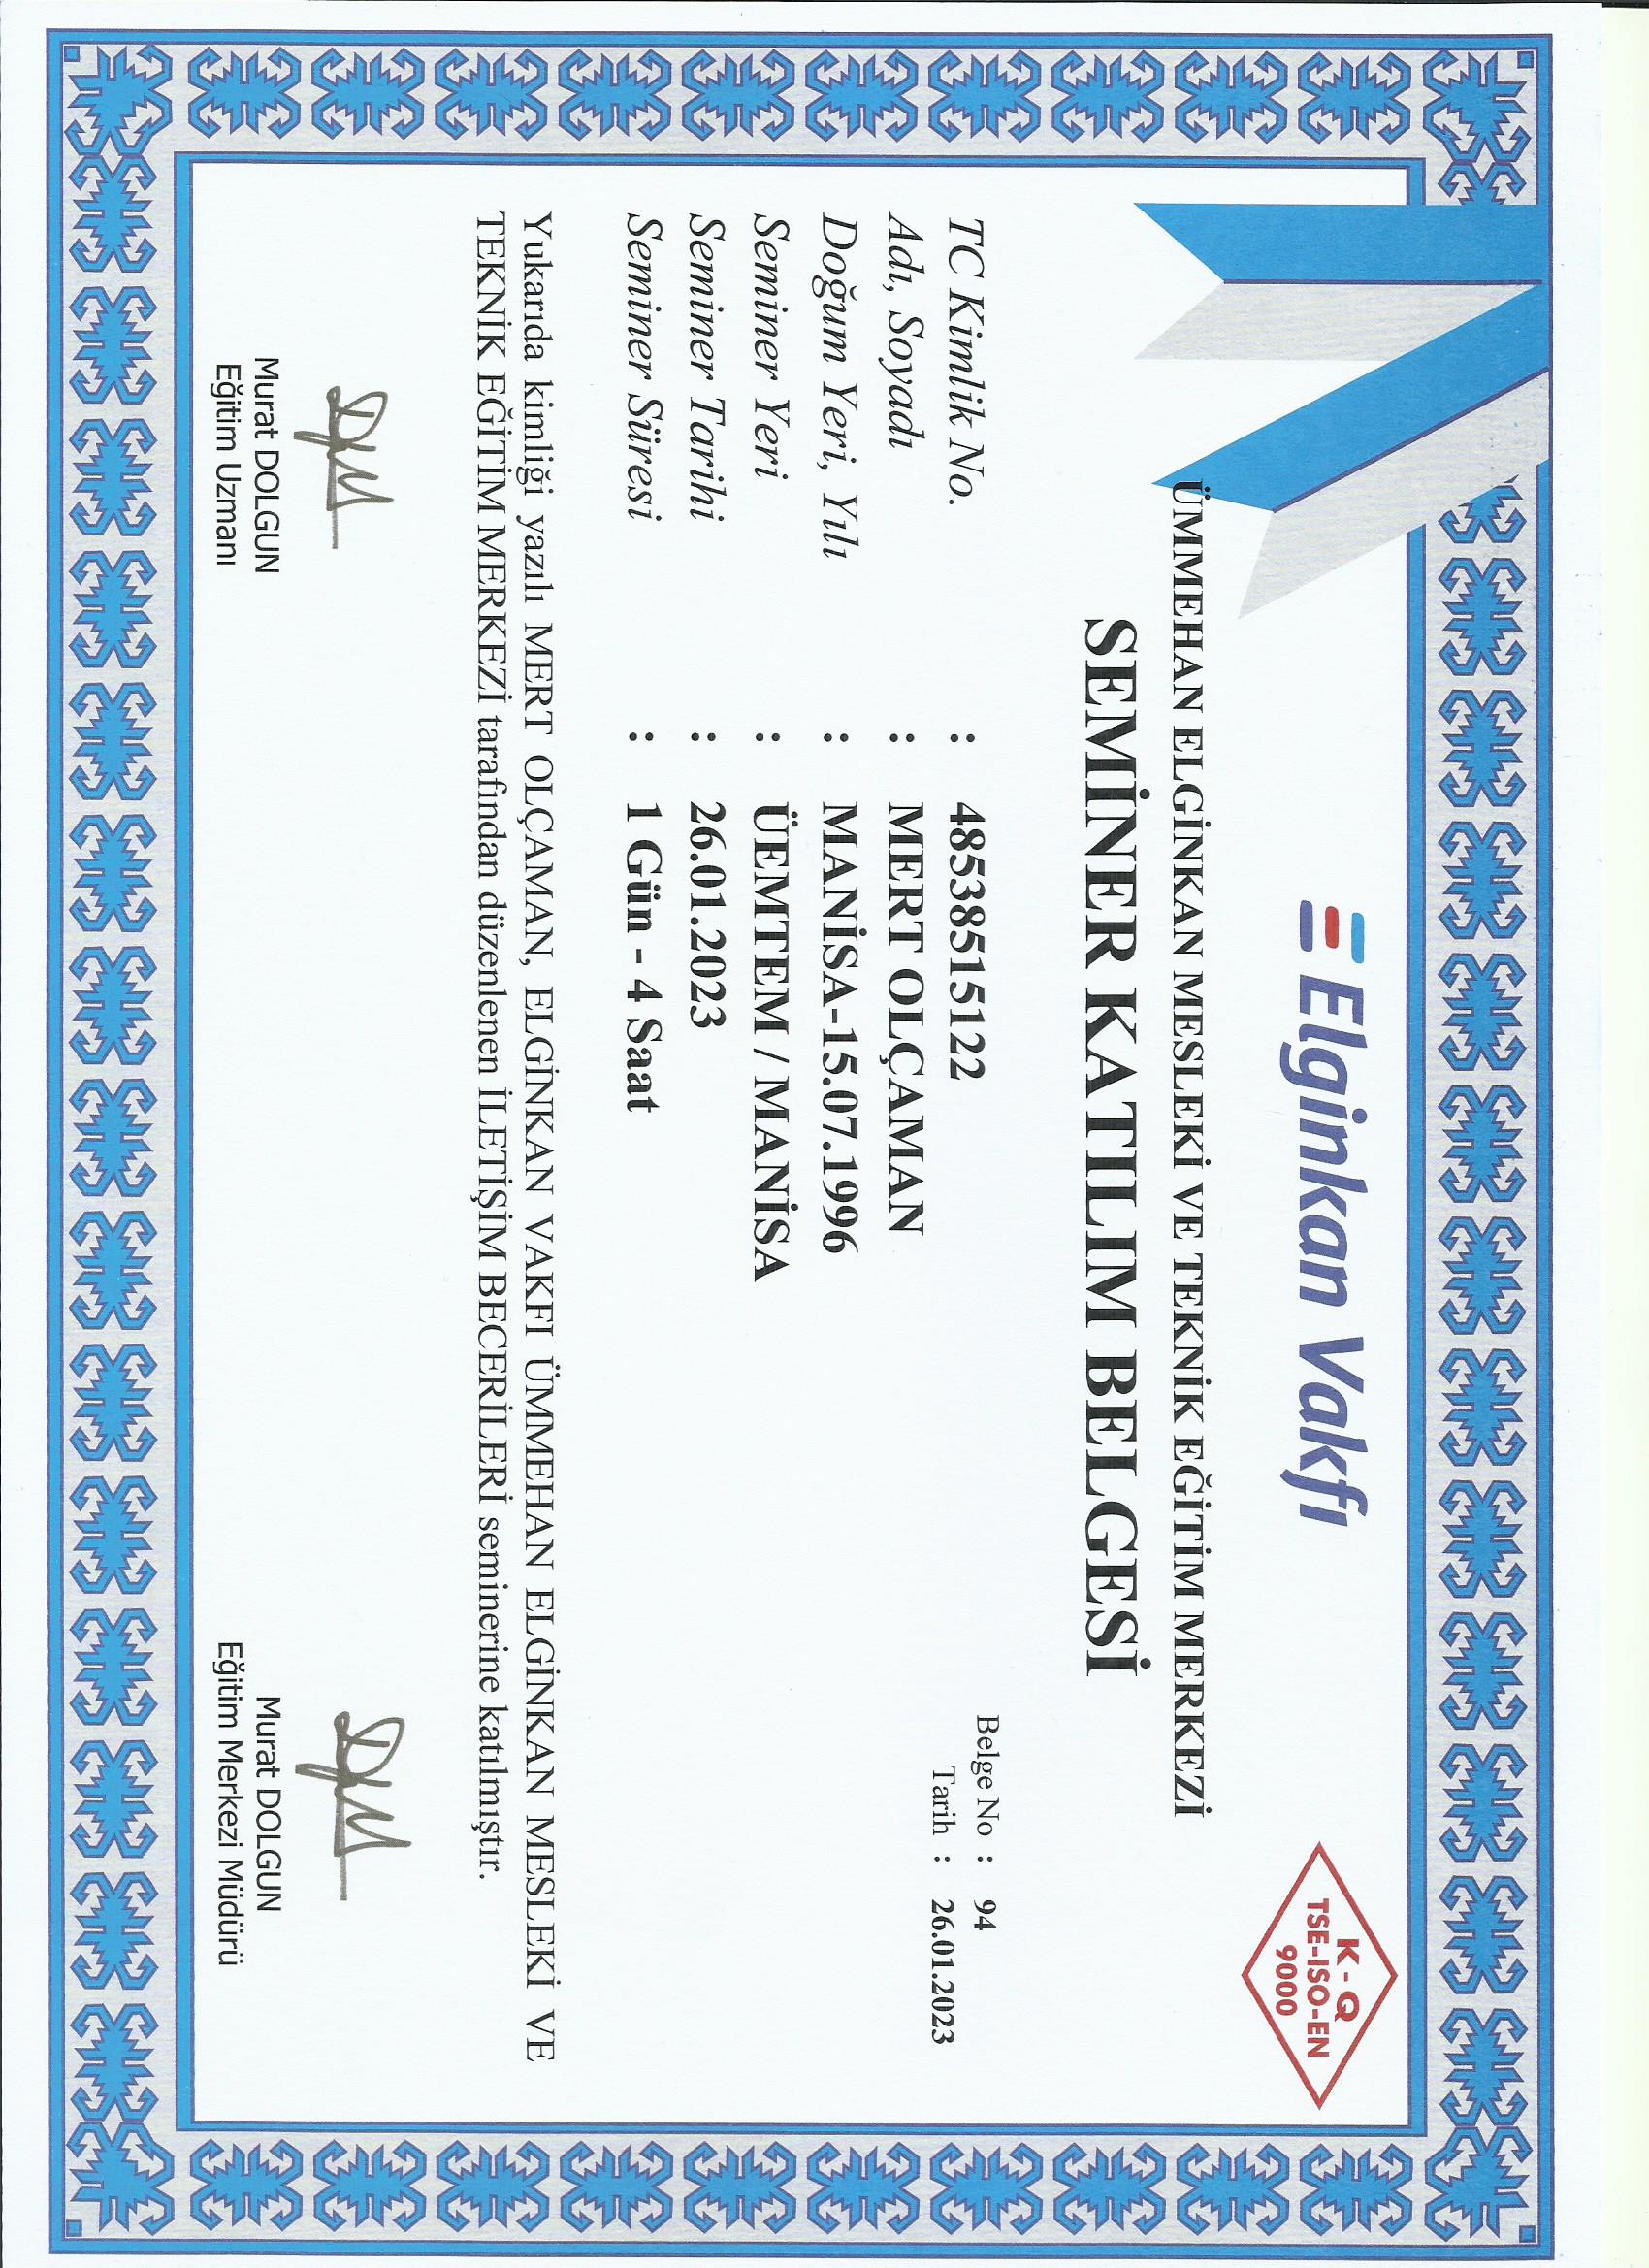 Elginkan Vakfı
K - Q
TSE-ISO-EN
9000
ÜMMEHAN ELGİNKAN MESLEKİ VE TEKNİK EĞİTİM MERKEZİ
SEMİNER KATILIM BELGESİ
Belge No : 94
Tarih : 26.01.2023
TC Kimlik No. : 48538515122
Adı, Soyadı : MERT OLÇAMAN
Doğum Yeri, Yılı : MANİSA-15.07.1996
Seminer Yeri : ÜEMTEM / MANİSA
Seminer Tarihi : 26.01.2023
Seminer Süresi : 1 Gün - 4 Saat
Yukarıda kimliği yazılı MERT OLÇAMAN, ELGİNKAN VAKFI ÜMMEHAN ELGİNKAN MESLEKİ VE
TEKNİK EĞİTİM MERKEZİ tarafından düzenlenen İLETİŞİM BECERİLERİ seminerine katılmıştır.
Murat DOLGUN
Eğitim Uzmanı
Murat DOLGUN
Eğitim Merkezi Müdürü